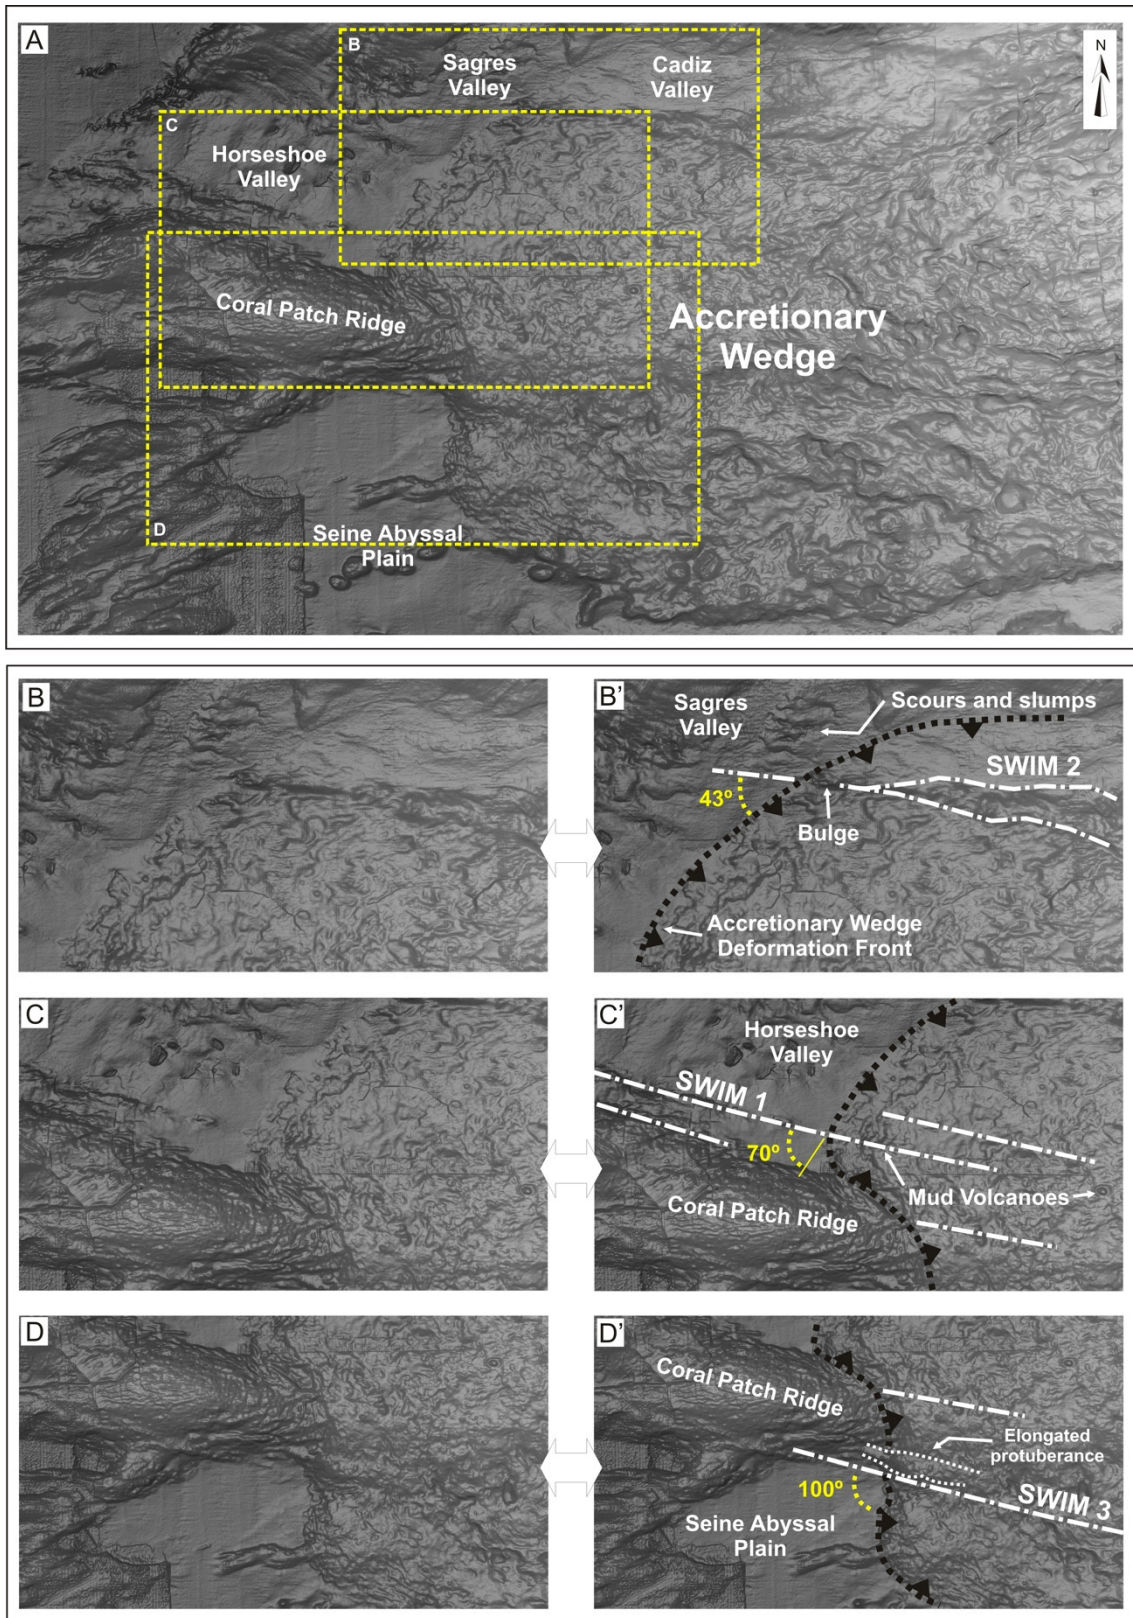 A
N
B
Sagres
Valley
Cadiz
Valley
C
Horseshoe
Valley
Coral Patch Ridge
Accretionary
Wedge
D
Seine Abyssal
Plain
B
B'
Sagres
Valley
Scours and slumps
SWIM 2
43º
Bulge
Accretionary Wedge
Deformation Front
C
C'
Horseshoe
Valley
SWIM 1
70º
Mud Volcanoes
Coral Patch Ridge
D
D'
Coral Patch Ridge
Elongated
protuberance
100º
SWIM 3
Seine Abyssal
Plain